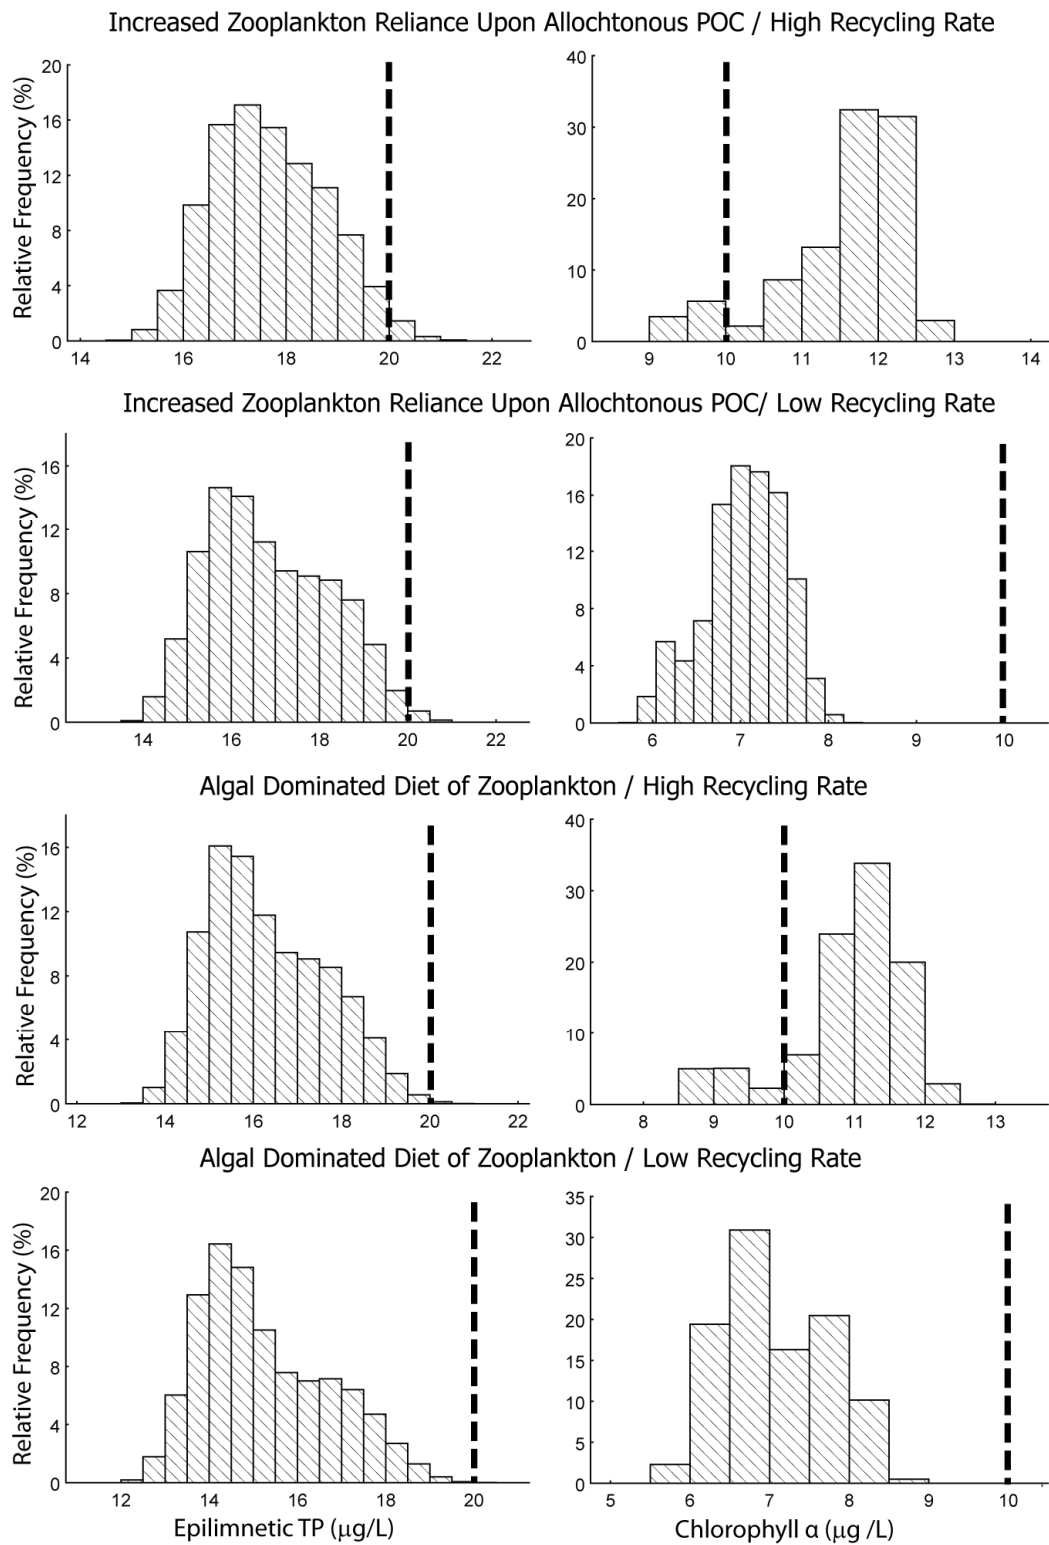 Increased Zooplankton Reliance Upon Allochtonous POC / High Recycling Rate
Relative Frequency (%)
20
16
12
8
4
0
14 16 18 20 22
40
30
20
10
0
9 10 11 12 13 14
Increased Zooplankton Reliance Upon Allochtonous POC/ Low Recycling Rate
Relative Frequency (%)
16
12
8
4
0
14 16 18 20 22
20
16
12
8
4
0
6 7 8 9 10
Algal Dominated Diet of Zooplankton / High Recycling Rate
Relative Frequency (%)
16
12
8
4
0
12 14 16 18 20 22
40
30
20
10
0
8 9 10 11 12 13
Algal Dominated Diet of Zooplankton / Low Recycling Rate
Relative Frequency (%)
20
16
12
8
4
0
12 14 16 18 20
Epilimnetic TP (μg/L)
35
30
25
20
15
10
5
0
5 6 7 8 9 10
Chlorophyll α (μg /L)